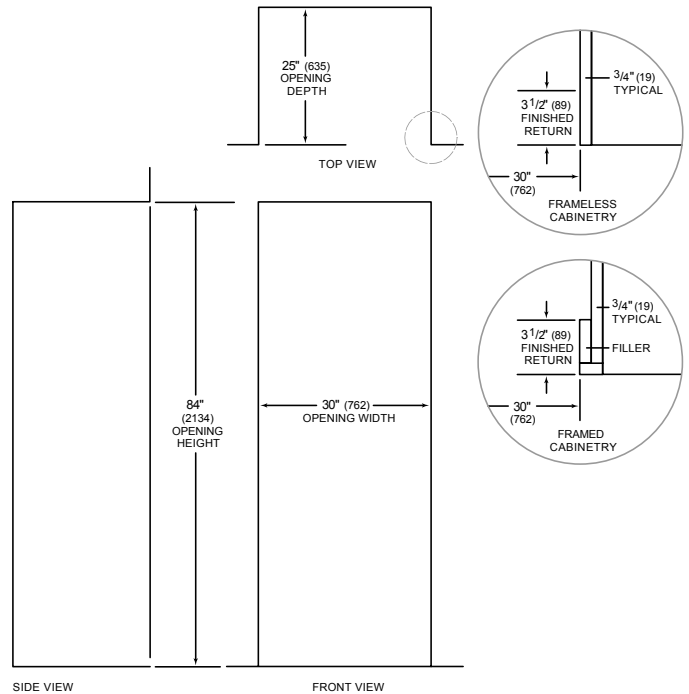 25" (635)
OPENING
DEPTH
TOP VIEW
3/4" (19)
TYPICAL
3 1/2" (89)
FINISHED
RETURN
30"
(762)
FRAMELESS
CABINETRY
3/4" (19)
TYPICAL
3 1/2" (89)
FINISHED
RETURN
FILLER
30"
(762)
FRAMED
CABINETRY
84"
(2134)
OPENING
HEIGHT
30" (762)
OPENING WIDTH
SIDE VIEW
FRONT VIEW